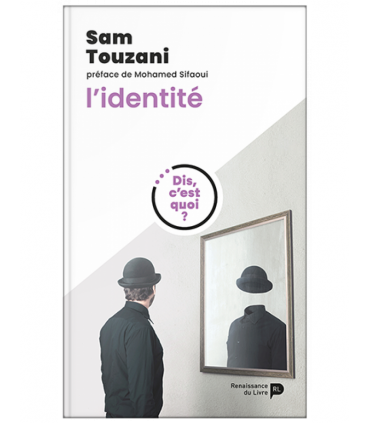 Sam
Touzani
préface de Mohamed Sifaoui
l'identité
Dis,
c'est
quoi
?
Renaissance
du Livre
RL